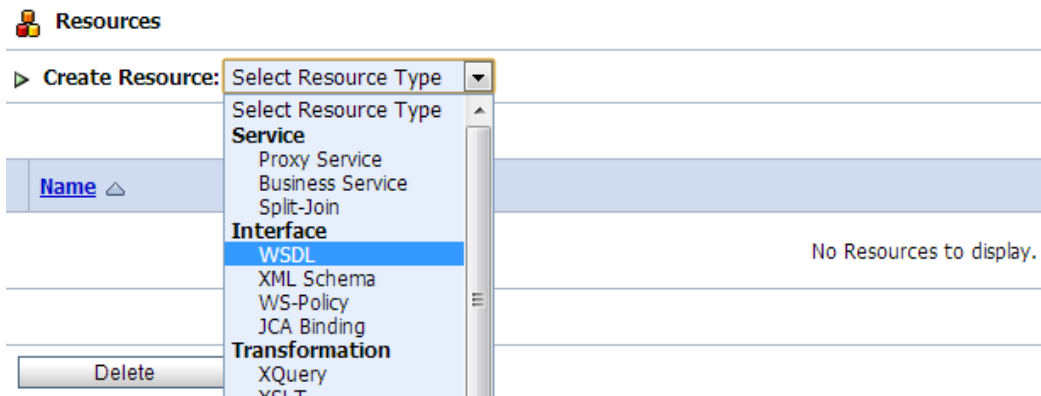 Resources
Create Resource: Select Resource Type
Select Resource Type
Service
Proxy Service
Business Service
Split-Join
Interface
WSDL
XML Schema
WS-Policy
JCA Binding
Transformation
XQuery
XSLT
Name
No Resources to display.
Delete